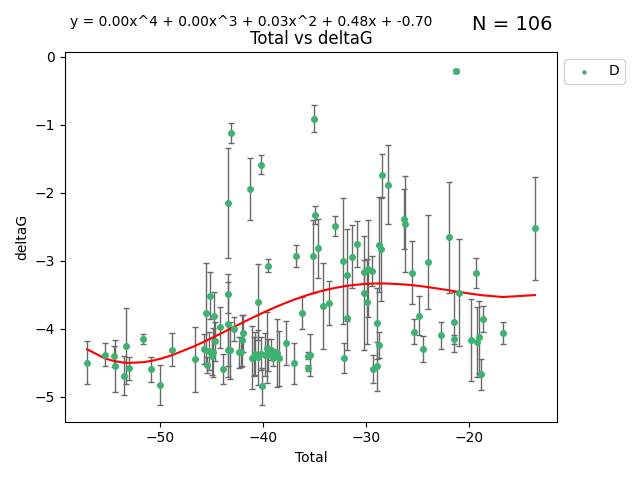 y = 0.00x^4 + 0.00x^3 + 0.03x^2 + 0.48x + -0.70
N = 106
Total vs deltaG
D
0
−1
−2
−3
−4
−5
deltaG
−50
−40
−30
−20
Total